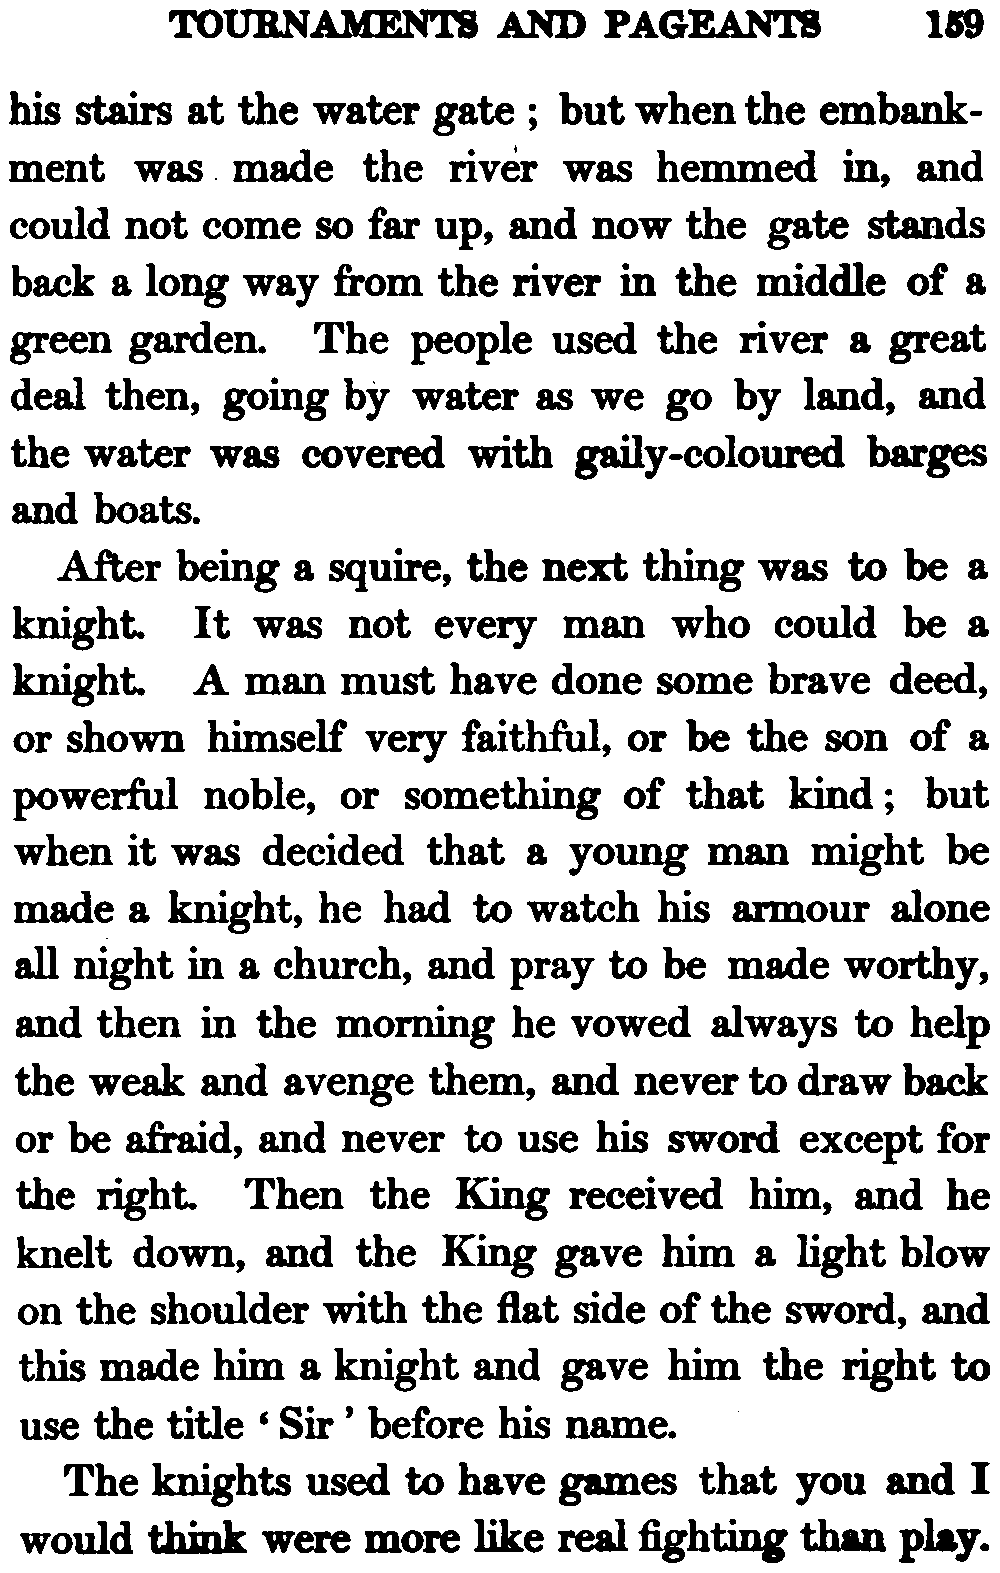 TOURNAMENTS AND PAGEANTS 159
his stairs at the water gate ; but when the embank-
ment was made the river was hemmed in, and
could not come so far up, and now the gate stands
back a long way from the river in the middle of a
green garden. The people used the river a great
deal then, going by water as we go by land, and
the water was covered with gaily-coloured barges
and boats.
After being a squire, the next thing was to be a
knight. It was not every man who could be a
knight. A man must have done some brave deed,
or shown himself very faithful, or be the son of a
powerful noble, or something of that kind ; but
when it was decided that a young man might be
made a knight, he had to watch his armour alone
all night in a church, and pray to be made worthy,
and then in the morning he vowed always to help
the weak and avenge them, and never to draw back
or be afraid, and never to use his sword except for
the right. Then the King received him, and he
knelt down, and the King gave him a light blow
on the shoulder with the flat side of the sword, and
this made him a knight and gave him the right to
use the title ‘ Sir ’ before his name.
The knights used to have games that you and I
would think were more like real fighting than play.